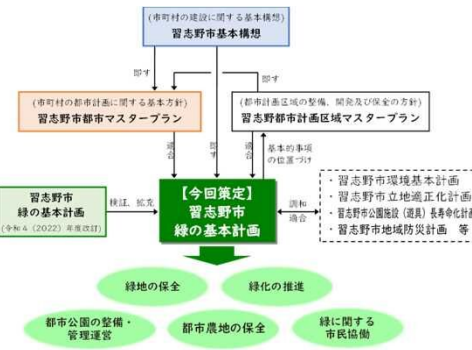 (市町村の建設に関する基本構想)
習志野市基本構想
即す
即す
(市町村の都市計画に関する基本方針)
習志野市都市マスタープラン
(都市計画区域の整備、開発及び保全の方針)
習志野都市計画区域マスタープラン
適合
即す
適合
基本的事項
の位置づけ
習志野市
緑の基本計画
(令和4(2022)年度改訂)
検証、拡充
【今回策定】
習志野市
緑の基本計画
調和
適合
・習志野市環境基本計画
・習志野市立地適正化計画
・習志野市公園施設(遊具)長寿命化計画
・習志野市地域防災計画 等
緑地の保全
緑化の推進
都市公園の整備・
管理運営
都市農地の保全
緑に関する
市民協働